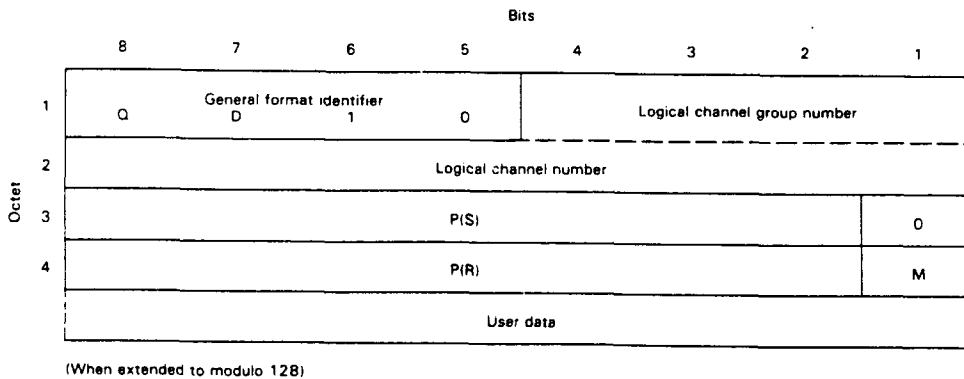 Bits
8 7 6 5 4 3 2 1
Octet
1 General format identifier Logical channel group number
Q D 1 0
2 Logical channel number
3 P(S) 0
4 P(R) M
User data
(When extended to modulo 128)